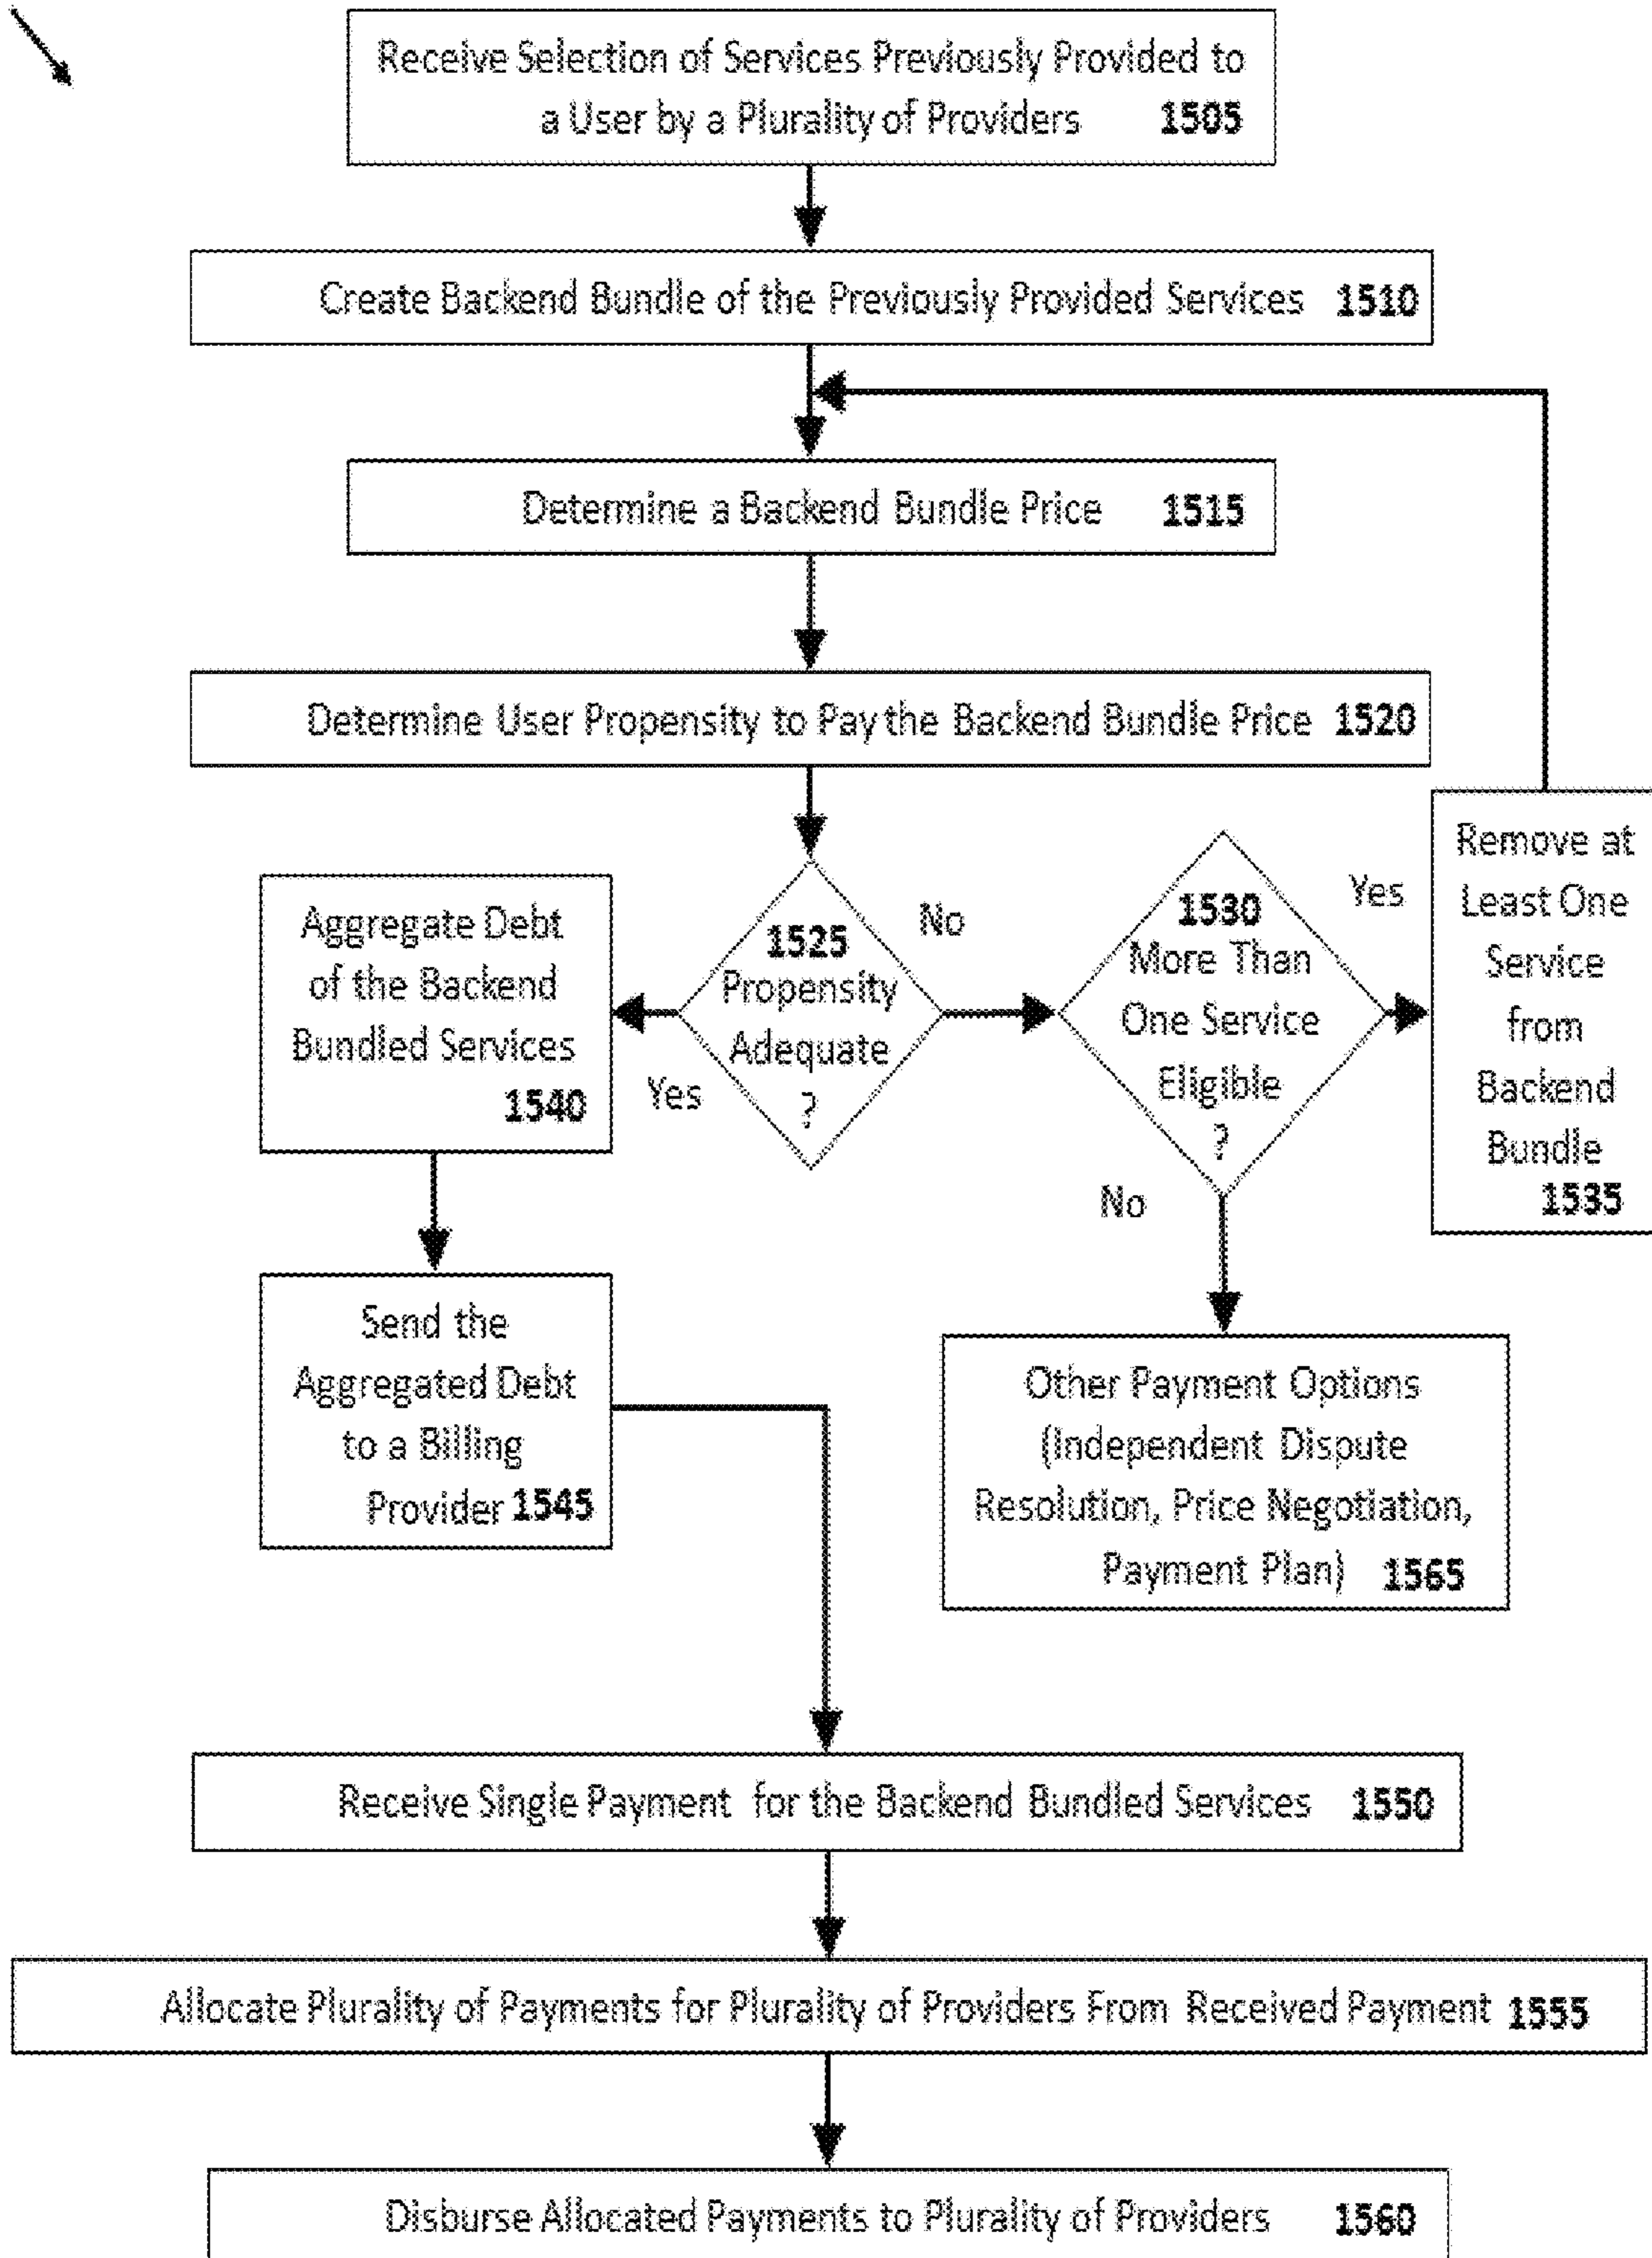 Receive Selection of Services Previously Provided to
a User by a Plurality of Providers 1505
Create Backend Bundle of the Previously Provided Services 1510
Determine a Backend Bundle Price 1515
Determine User Propensity to Pay the Backend Bundle Price 1520
Aggregate Debt
of the Backend
Bundled Services
1540
Yes
1525
Propensity
Adequate
?
No
1530
More Than
One Service
Eligible
?
Yes
No
Remove at
Least One
Service
from
Backend
Bundle
1535
Send the
Aggregated Debt
to a Billing
Provider 1545
Other Payment Options
(Independent Dispute
Resolution, Price Negotiation,
Payment Plan) 1565
Receive Single Payment for the Backend Bundled Services 1550
Allocate Plurality of Payments for Plurality of Providers From Received Payment 1555
Disburse Allocated Payments to Plurality of Providers 1560